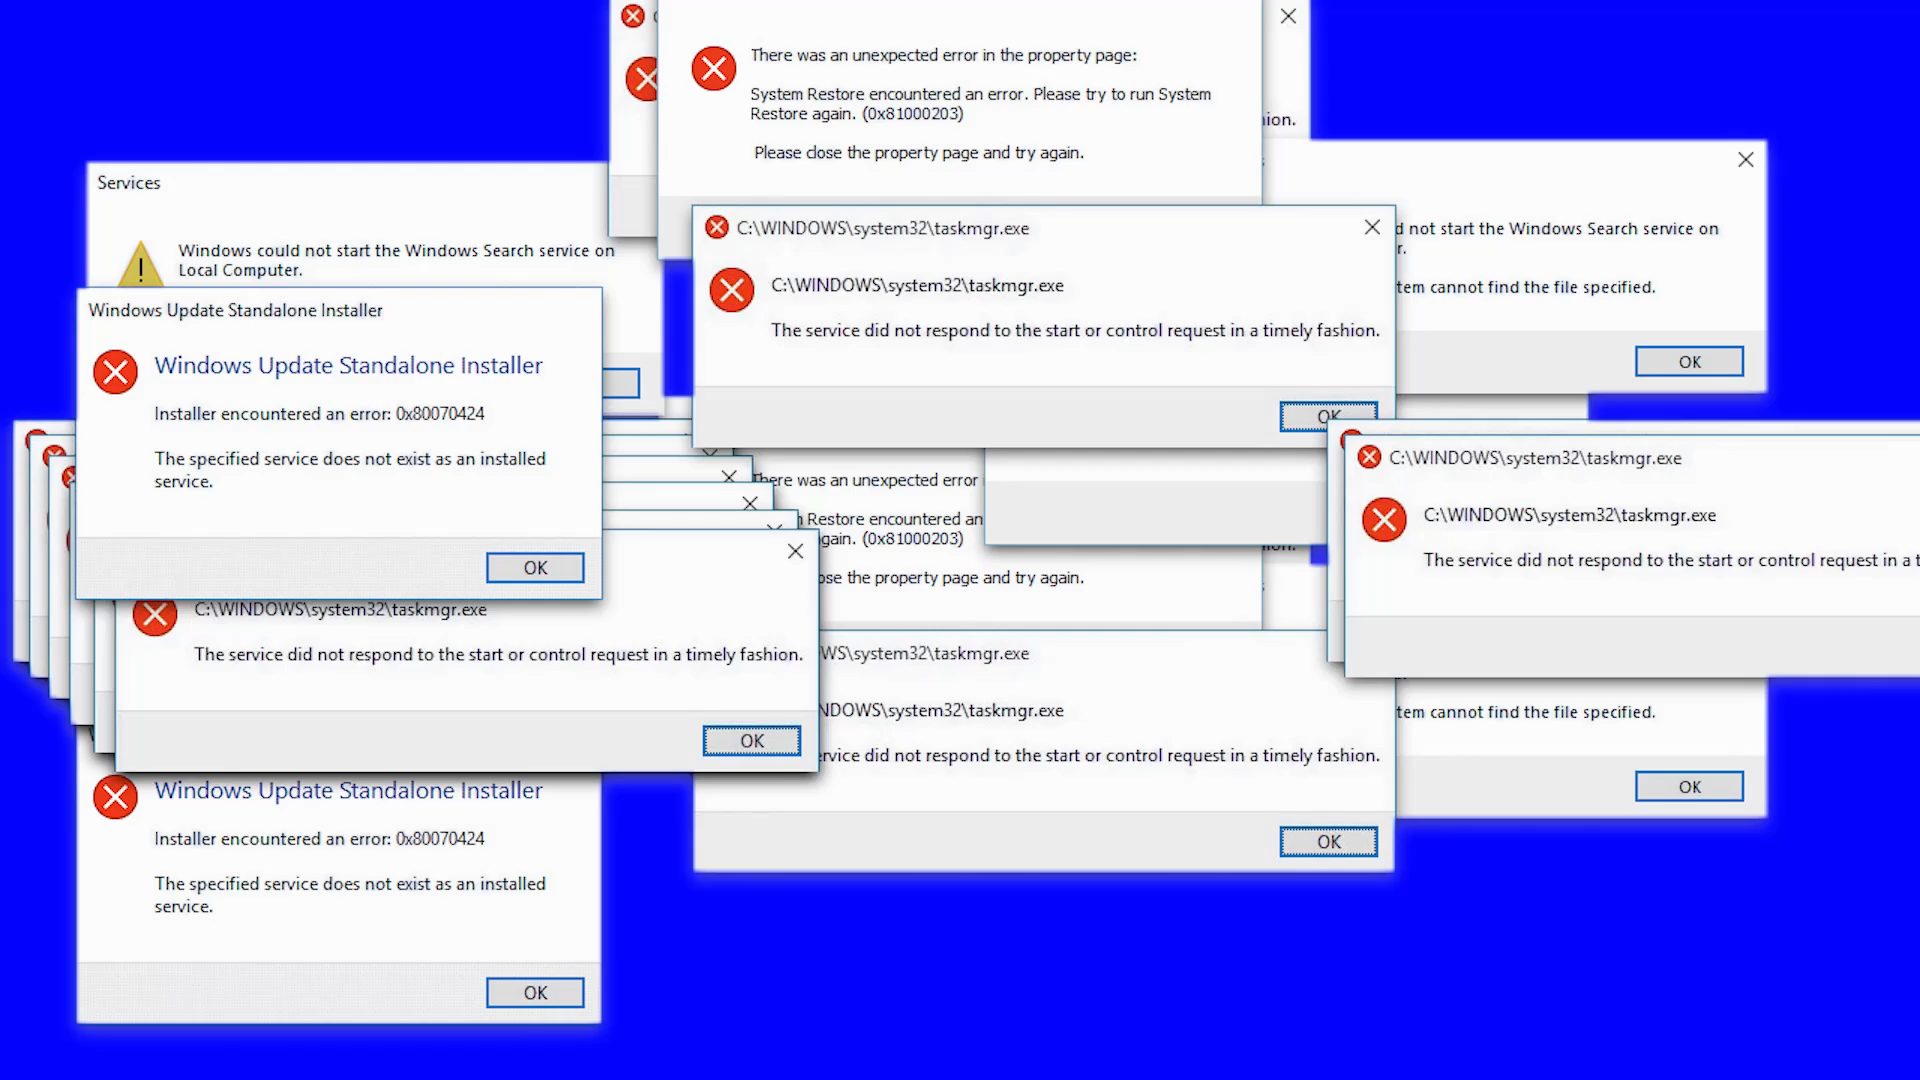 There was an unexpected error in the property page:
System Restore encountered an error. Please try to run System
Restore again. (0x81000203)
Please close the property page and try again.
Services
Windows could not start the Windows Search service on
Local Computer.
C:\WINDOWS\system32\taskmgr.exe
C:\WINDOWS\system32\taskmgr.exe
The service did not respond to the start or control request in a timely fashion.
OK
not start the Windows Search service on
cannot find the file specified.
OK
Windows Update Standalone Installer
Windows Update Standalone Installer
Installer encountered an error: 0x80070424
The specified service does not exist as an installed
service.
OK
There was an unexpected error
Restore encountered an
(0x81000203)
the property page and try again.
C:\WINDOWS\system32\taskmgr.exe
C:\WINDOWS\system32\taskmgr.exe
The service did not respond to the start or control request in a t
C:\WINDOWS\system32\taskmgr.exe
The service did not respond to the start or control request in a timely fashion.
OK
WS\system32\taskmgr.exe
NDOWS\system32\taskmgr.exe
did not respond to the start or control request in a timely fashion.
OK
cannot find the file specified.
OK
Windows Update Standalone Installer
Installer encountered an error: 0x80070424
The specified service does not exist as an installed
service.
OK